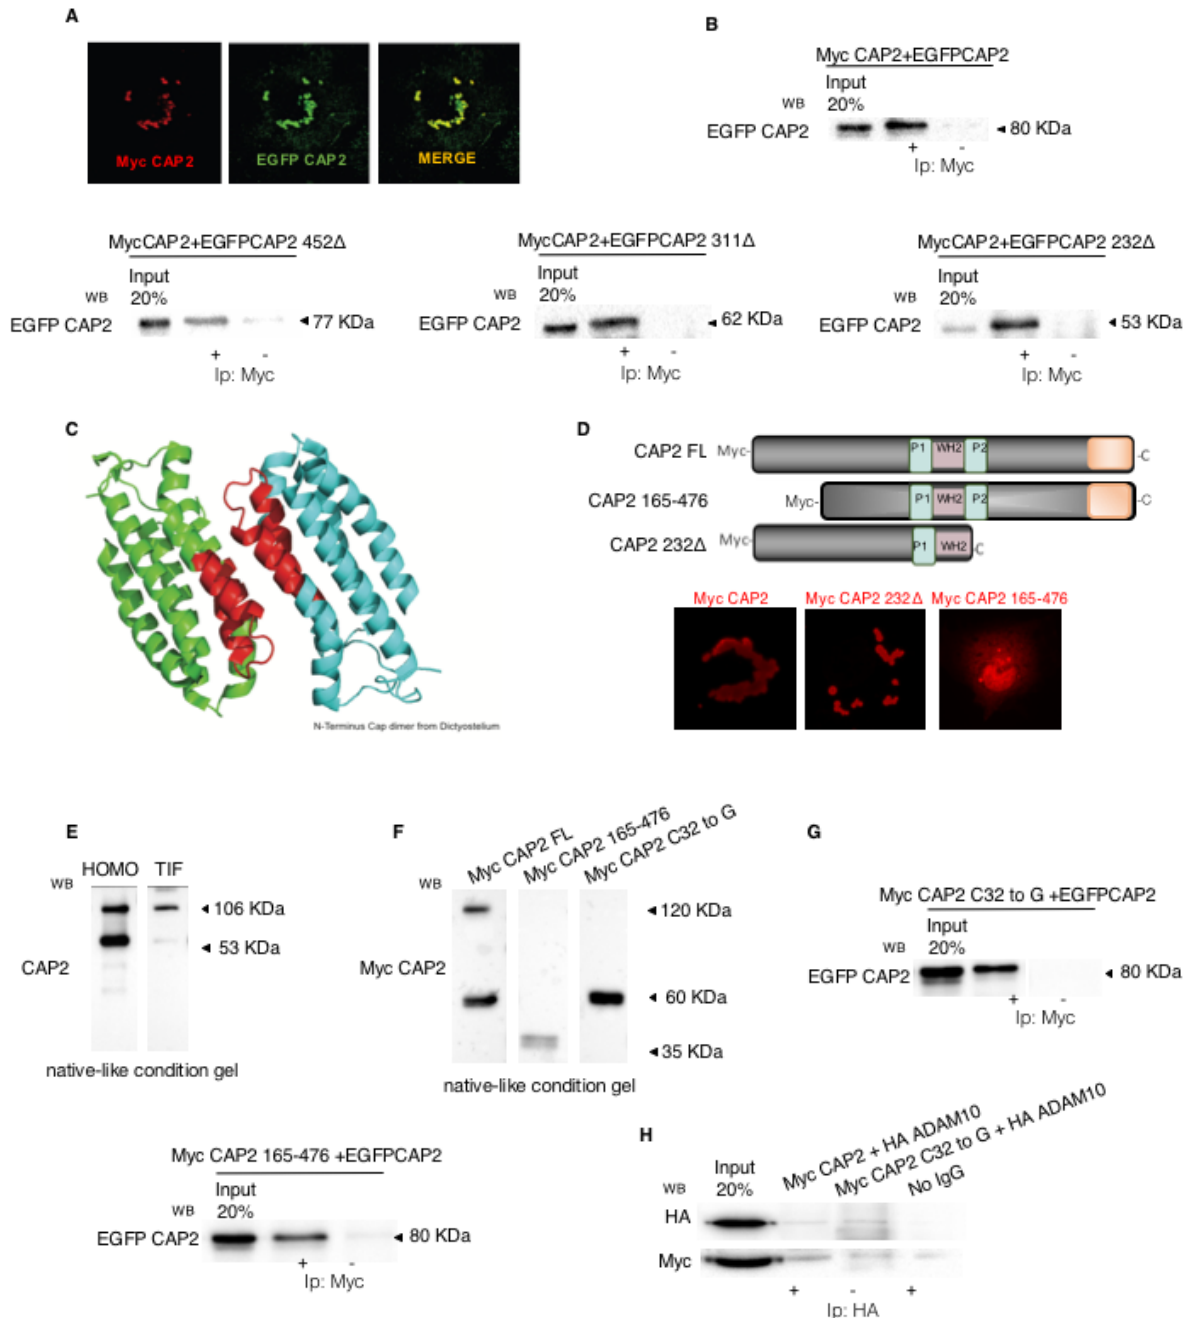 A
Myc CAP2
EGFP CAP2
MERGE
B
Myc CAP2+EGFPCAP2
Input
WB 20%
EGFP CAP2
80 KDa
+ -
Ip: Myc
MycCAP2+EGFPCAP2 452Δ
Input
WB 20%
EGFP CAP2
77 KDa
+ -
Ip: Myc
MycCAP2+EGFPCAP2 311Δ
Input
WB 20%
EGFP CAP2
62 KDa
+ -
Ip: Myc
MycCAP2+EGFPCAP2 232Δ
Input
WB 20%
EGFP CAP2
53 KDa
+ -
Ip: Myc
C
N-Terminus Cap dimer from Dictyostelium
D
CAP2 FL Myc- P1 WH2 P2 -C
CAP2 165-476 Myc- P1 WH2 P2 -C
CAP2 232Δ Myc- P1 WH2 -C
Myc CAP2
Myc CAP2 232Δ
Myc CAP2 165-476
E
HOMO TIF
WB
106 KDa
53 KDa
CAP2
native-like condition gel
F
Myc CAP2 FL
Myc CAP2 165-476
Myc CAP2 C32 to G
WB
120 KDa
Myc CAP2
60 KDa
35 KDa
native-like condition gel
G
Myc CAP2 C32 to G +EGFPCAP2
Input
WB 20%
EGFP CAP2
80 KDa
+ -
Ip: Myc
Myc CAP2 165-476 +EGFPCAP2
Input
WB 20%
EGFP CAP2
80 KDa
+ -
Ip: Myc
H
Input
WB 20%
Myc CAP2 + HA ADAM10
Myc CAP2 C32 to G + HA ADAM10
No IgG
HA
Myc
+ - +
Ip: HA